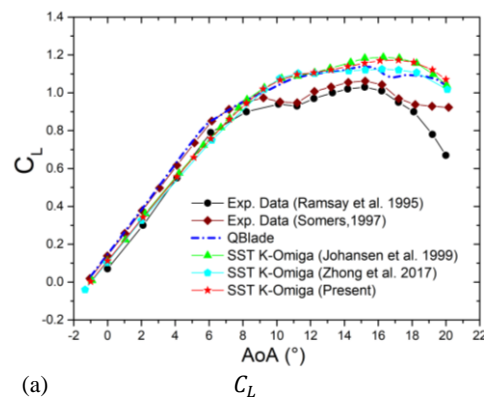 1.4
1.2
1.0
0.8
0.6
0.4
0.2
0.0
C_L
Exp. Data (Ramsay et al. 1995)
Exp. Data (Somers,1997)
QBlade
SST K-Omiga (Johansen et al. 1999)
SST K-Omiga (Zhong et al. 2017)
SST K-Omiga (Present)
-2 0 2 4 6 8 10 12 14 16 18 20 22
AoA (°)
(a) C_L